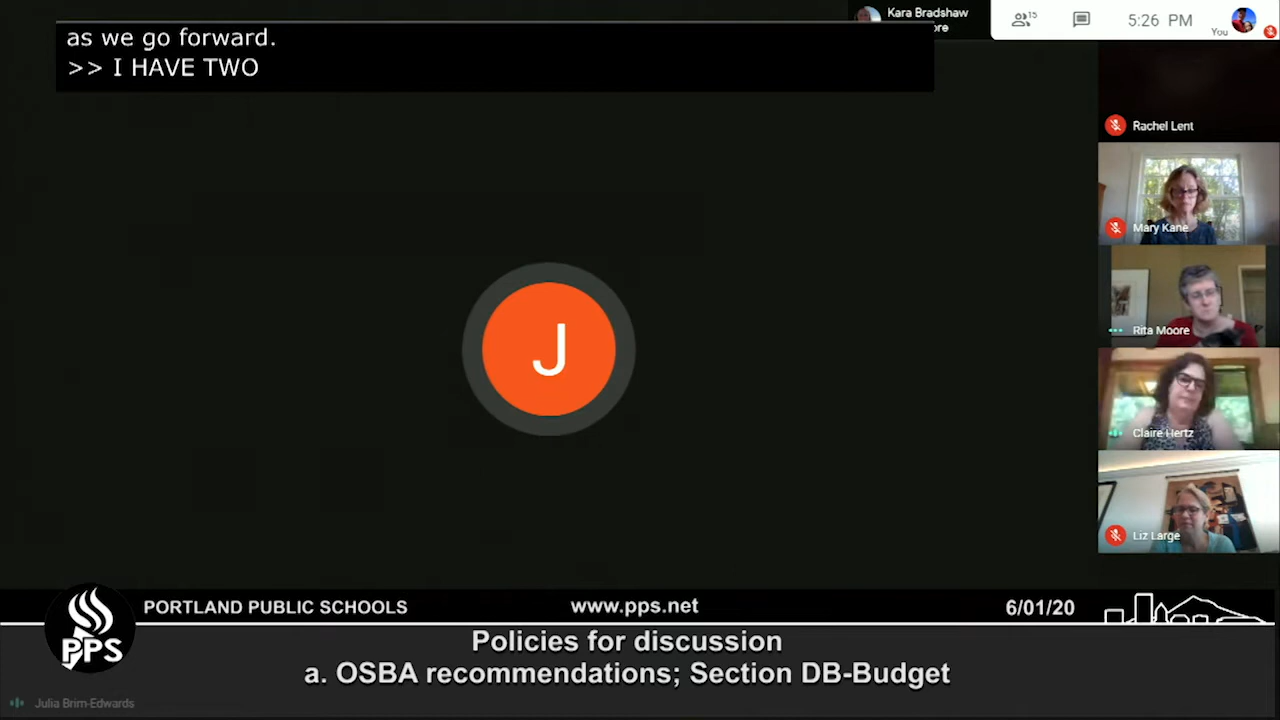 as we go forward.
>> I HAVE TWO
Kara Bradshaw
ore
15
5:26 PM
You
Rachel Lent
Mary Kane
Rita Moore
Claire Hertz
Liz Large
J
PPS
PORTLAND PUBLIC SCHOOLS
www.pps.net
6/01/20
Policies for discussion
a. OSBA recommendations; Section DB-Budget
Julia Brim-Edwards